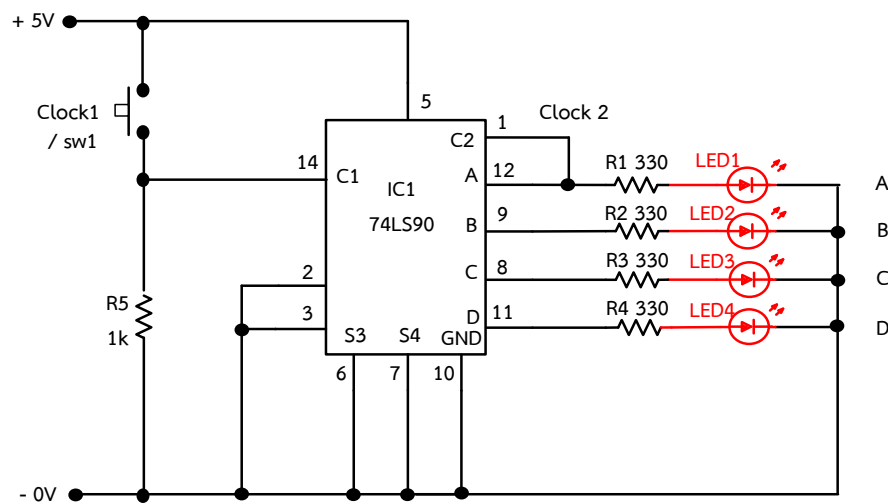 + 5V
Clock1
/ sw1
14
C1
5
IC1
74LS90
C2
1
Clock 2
A
12
R1 330
LED1
A
B
9
R2 330
LED2
B
C
8
R3 330
LED3
C
D
11
R4 330
LED4
D
2
3
R5
1k
S3
S4
GND
6
7
10
- 0V